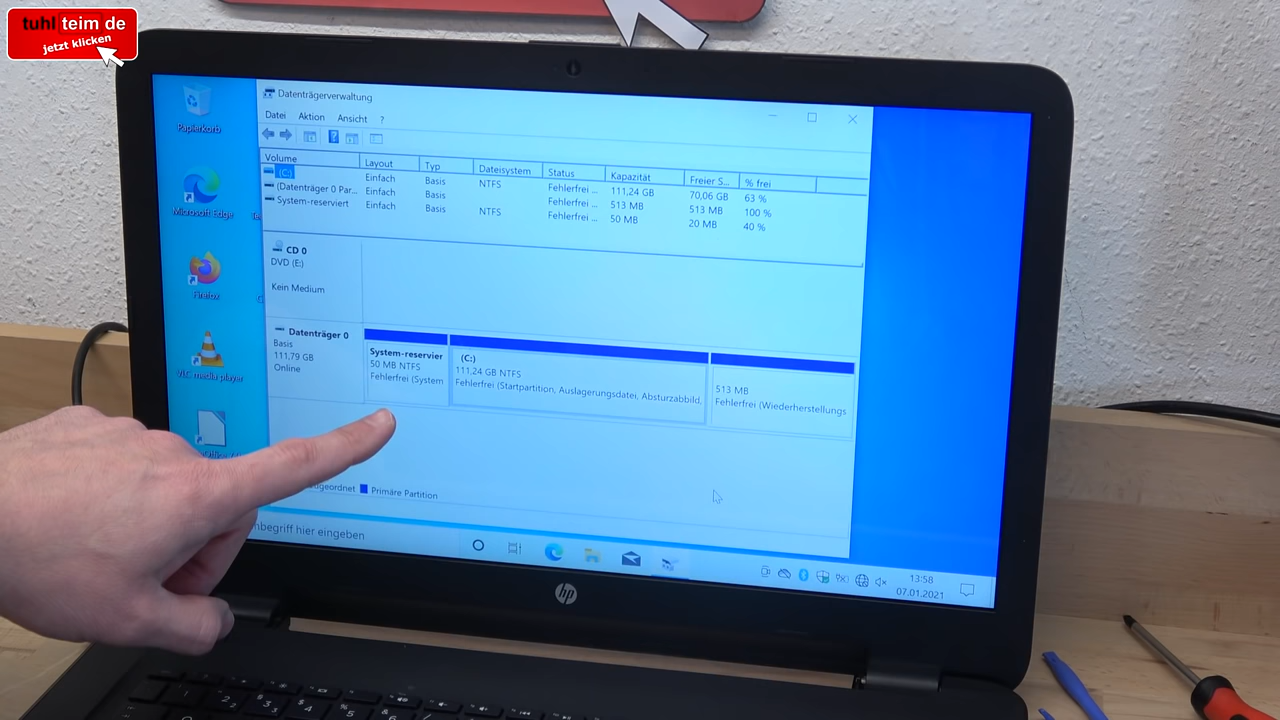 tuhl teim de
jetzt klicken
Papierkorb
Microsoft Edge
Firefox
VLC media player
Datenträgerverwaltung
Datei Aktion Ansicht ?
Volume Layout Typ Dateisystem Status Kapazität Freier S... % frei
(C:) Einfach Basis NTFS Fehlerfrei ... 111,24 GB 70,06 GB 63 %
(Datenträger 0 Par... Einfach Basis Fehlerfrei ... 513 MB 513 MB 100 %
System-reserviert Einfach Basis NTFS Fehlerfrei ... 50 MB 20 MB 40 %
CD 0
DVD (E:)
Kein Medium
Datenträger 0
Basis
111,79 GB
Online
System-reservier
50 MB NTFS
Fehlerfrei (System
(C:)
111,24 GB NTFS
Fehlerfrei (Startpartition, Auslagerungsdatei, Absturzabbild,
513 MB
Fehlerfrei (Wiederherstellungs
Primäre Partition
hier eingeben
13:58
07.01.2021
hp